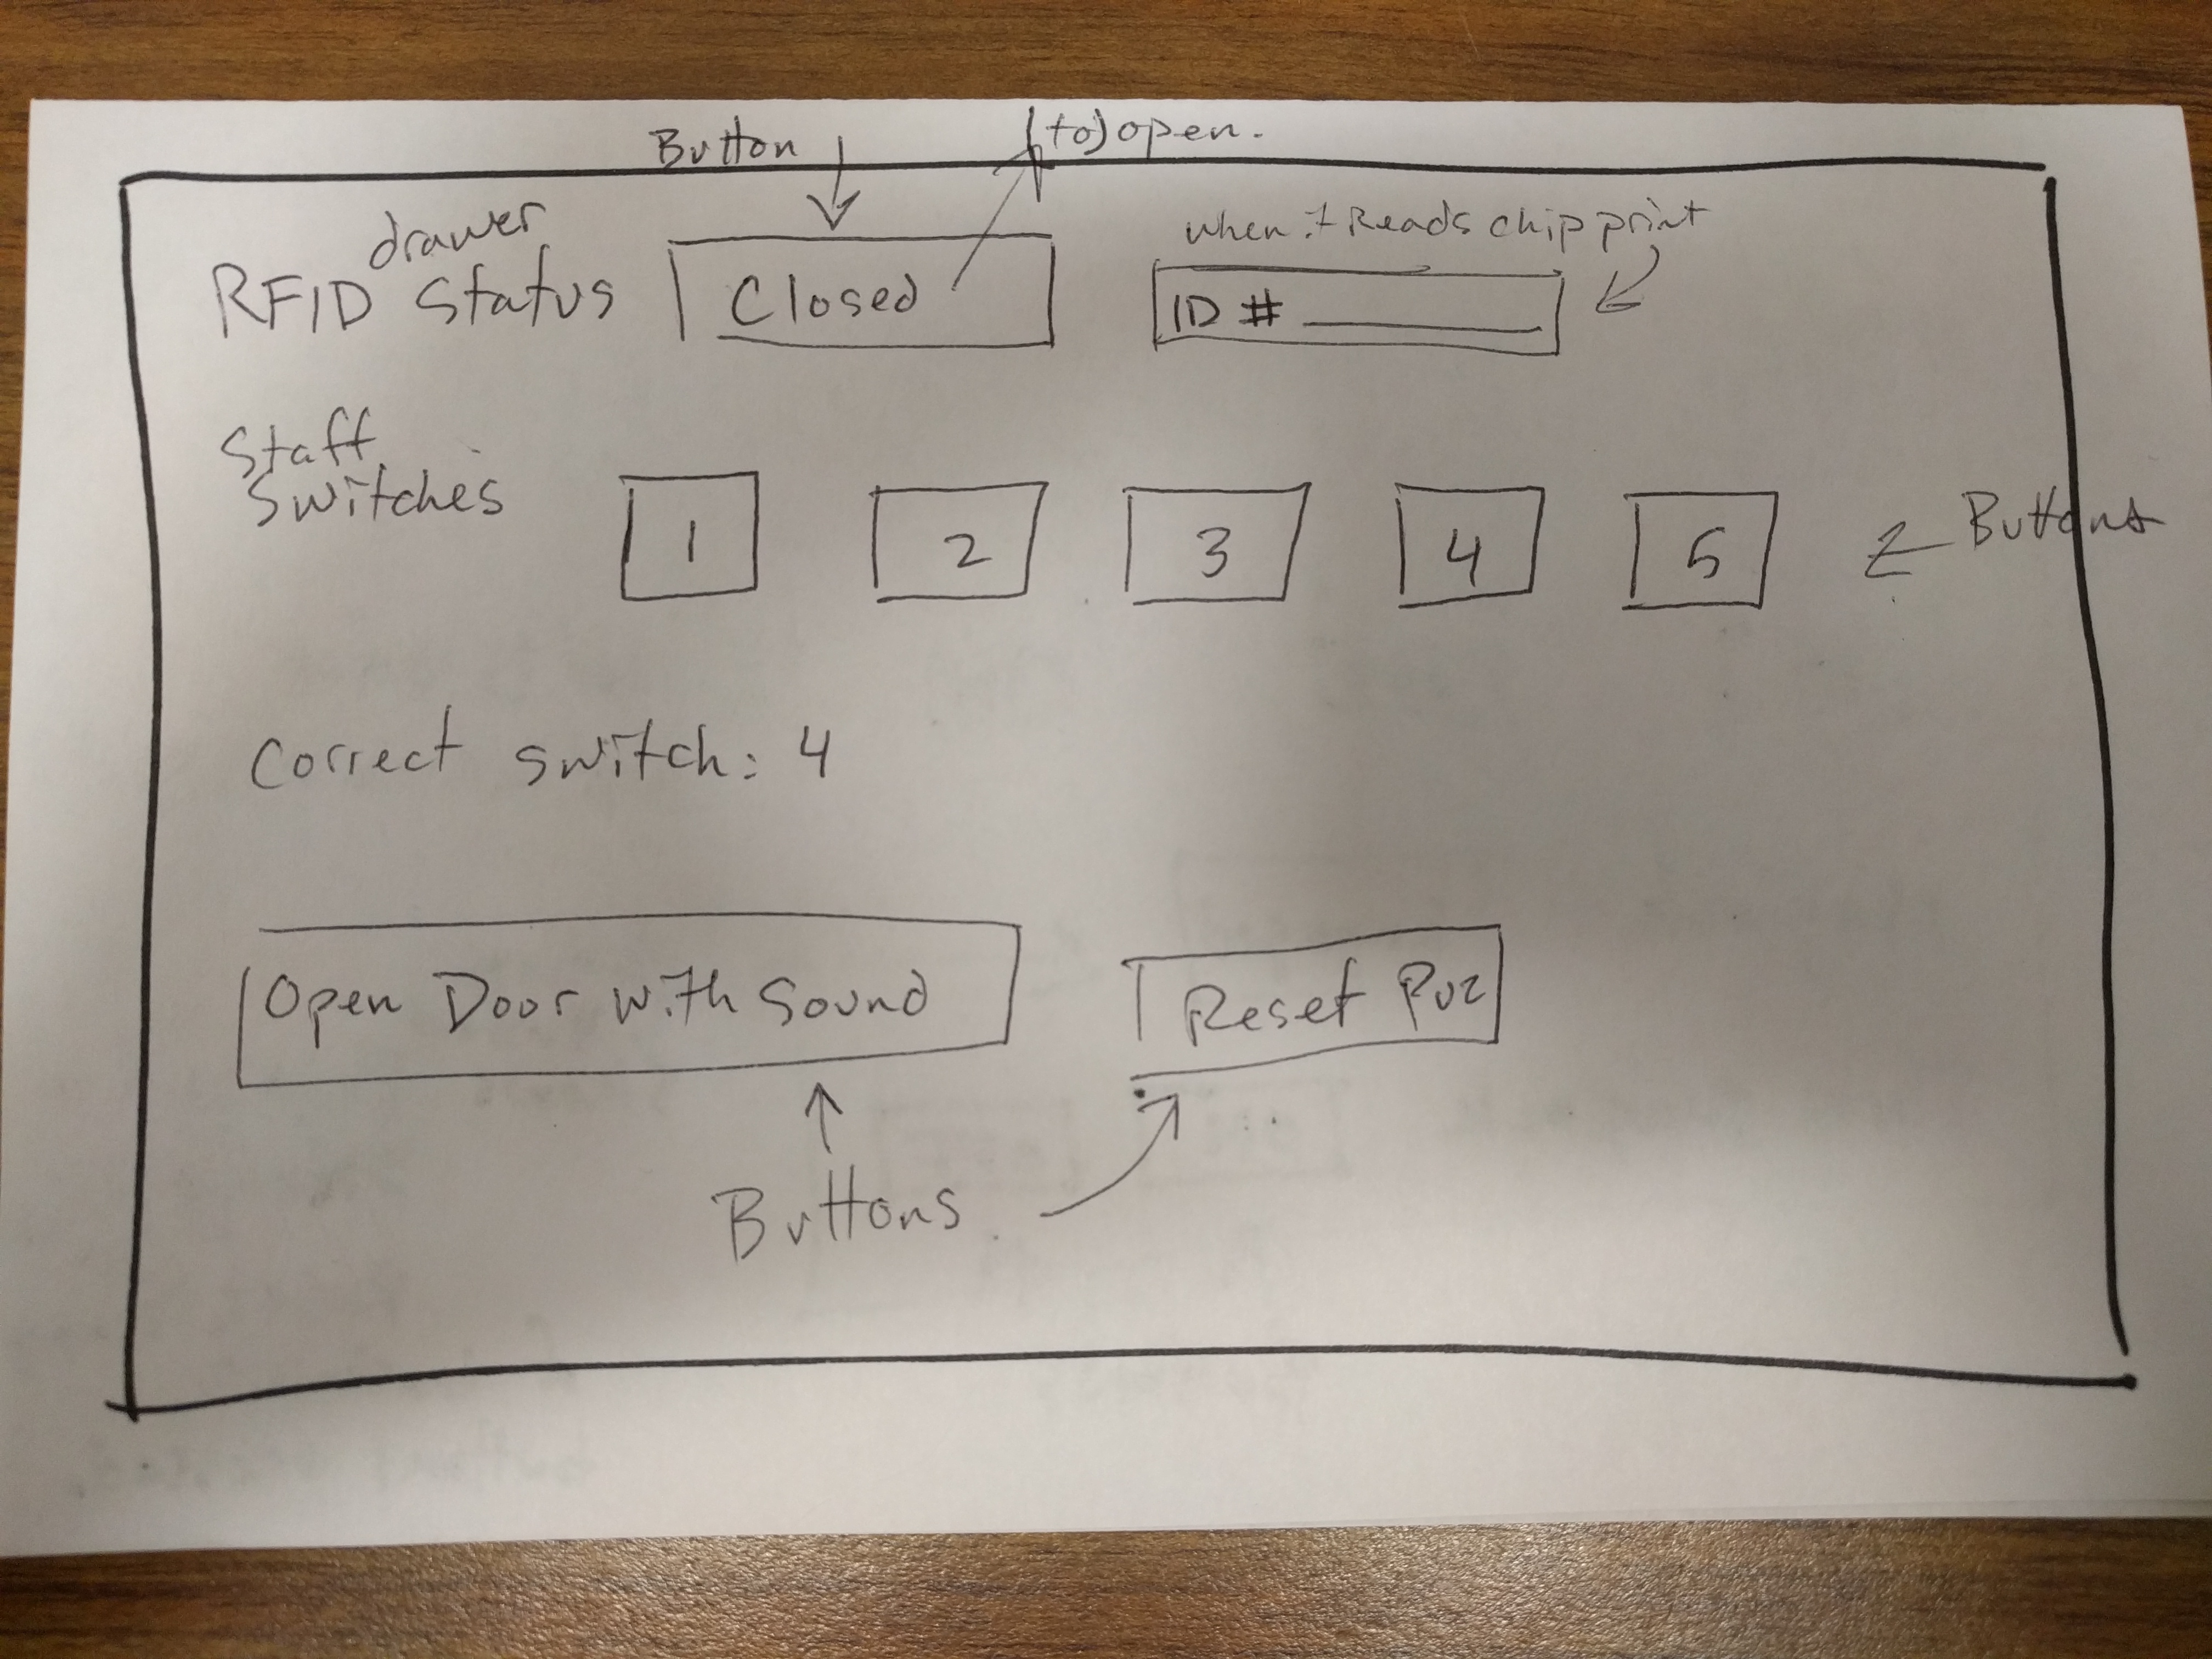 Button
(to) open.
drawer
RFID Status
Closed
when it Reads chip print
ID # ________
Staff
Switches
1 2 3 4 5
Buttons
Correct switch: 4
Open Door with Sound
Reset Puz
Buttons